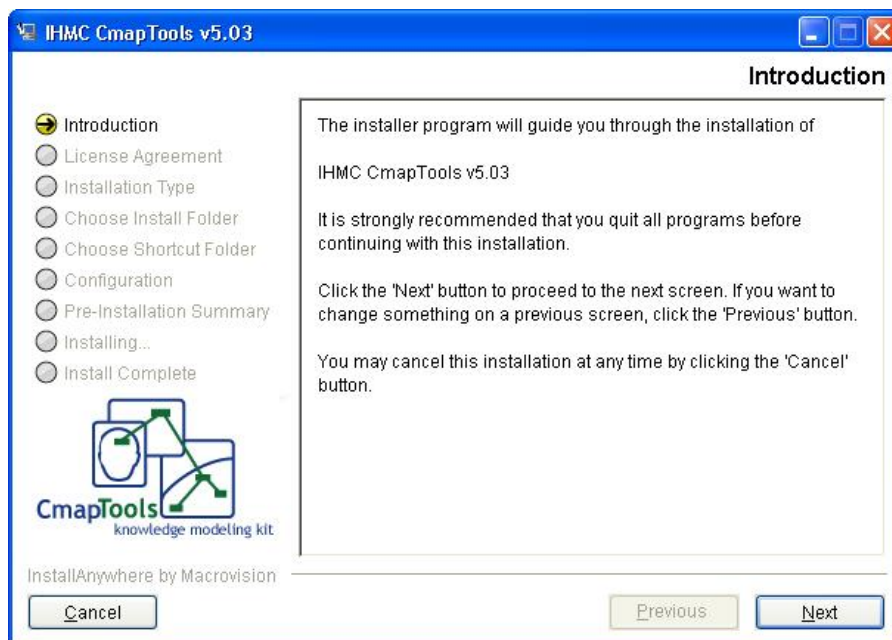 IHMC CmapTools v5.03
Introduction
Introduction
License Agreement
Installation Type
Choose Install Folder
Choose Shortcut Folder
Configuration
Pre-Installation Summary
Installing...
Install Complete
The installer program will guide you through the installation of
IHMC CmapTools v5.03
It is strongly recommended that you quit all programs before
continuing with this installation.
Click the 'Next' button to proceed to the next screen. If you want to
change something on a previous screen, click the 'Previous' button.
You may cancel this installation at any time by clicking the 'Cancel'
button.
CmapTools
knowledge modeling kit
InstallAnywhere by Macrovision
Cancel
Previous
Next